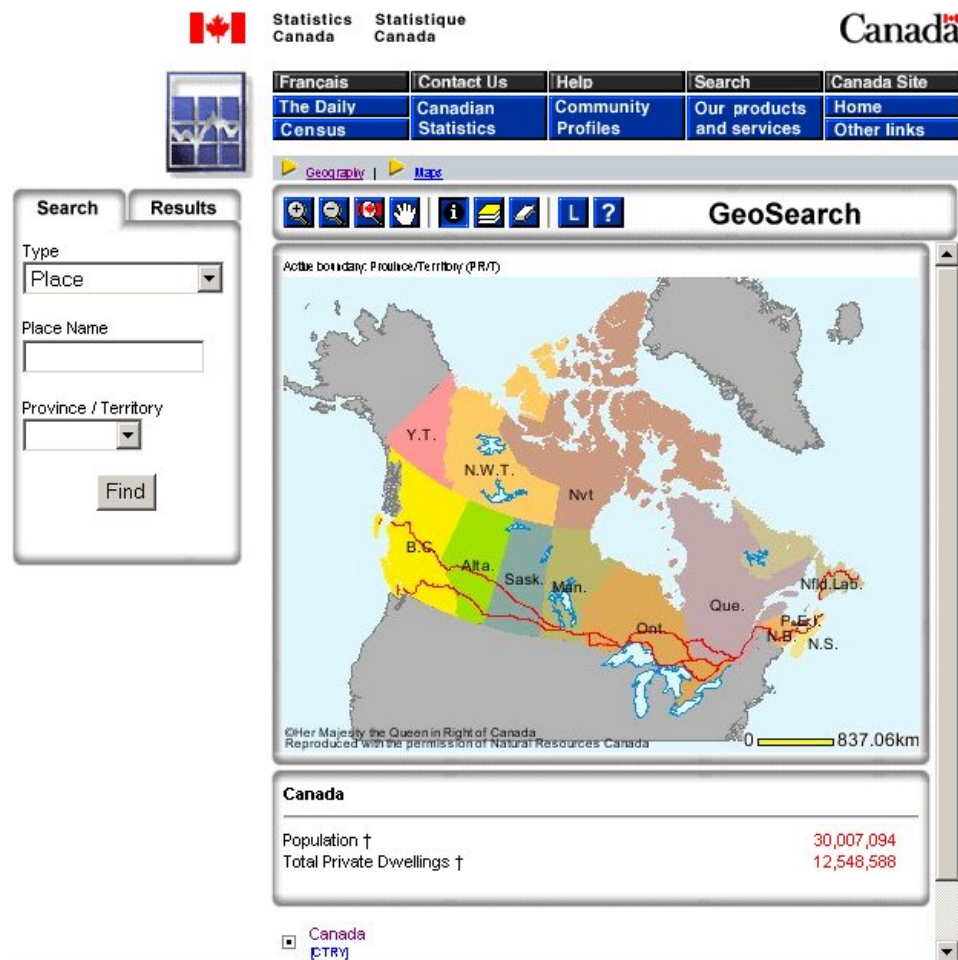 Statistics Statistique
Canada Canada
Canada
Français Contact Us Help Search Canada Site
The Daily Canadian Community Our products Home
Census Statistics Profiles and services Other links
Geography | Maps
Search Results
L ? GeoSearch
Type
Place
Place Name
Province / Territory
Find
Active boundary: Province/Territory (PR/T)
Y.T.
N.W.T.
Nvt
B.C.
Alta.
Sask.
Man.
Ont.
Que.
Nfld.Lab.
P.E.I.
N.B.
N.S.
©Her Majesty the Queen in Right of Canada
Reproduced with the permission of Natural Resources Canada
0 837.06km
Canada
Population † 30,007,094
Total Private Dwellings † 12,548,588
Canada
[CTRY]